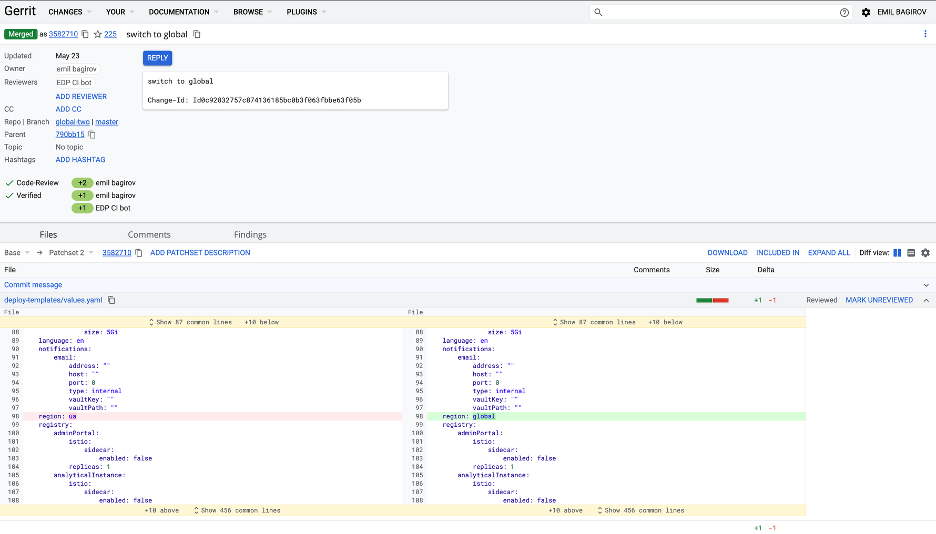 Gerrit CHANGES YOUR DOCUMENTATION BROWSE PLUGINS EMIL BAGIROV
Merged as 3582710 225 switch to global
Updated May 23
REPLY
Owner emil bagirov
Reviewers EDP CI bot
ADD REVIEWER
CC ADD CC
Repo | Branch global-two | master
Parent 790bb15
Topic No topic
Hashtags ADD HASHTAG
switch to global
Change-Id: Id0c92832757c874136185bc0b3f063fbbe63f05b
Code-Review +2 emil bagirov
Verified +1 emil bagirov
+1 EDP CI bot
Files Comments Findings
Base → Patchset 2 3582710 ADD PATCHSET DESCRIPTION DOWNLOAD INCLUDED IN EXPAND ALL Diff view:
File Comments Size Delta
Commit message
deploy-templates/values.yaml +1 -1 Reviewed MARK UNREVIEWED
File File
Show 87 common lines +10 below Show 87 common lines +10 below
88 size: 5Gi 88 size: 5Gi
89 language: en 89 language: en
90 notifications: 90 notifications:
91 email: 91 email:
92 address: "" 92 address: ""
93 host: "" 93 host: ""
94 port: 0 94 port: 0
95 type: internal 95 type: internal
96 vaultKey: "" 96 vaultKey: ""
97 vaultPath: "" 97 vaultPath: ""
98 region: ua 98 region: global
99 registry: 99 registry:
100 adminPortal: 100 adminPortal:
101 istio: 101 istio:
102 sidecar: 102 sidecar:
103 enabled: false 103 enabled: false
104 replicas: 1 104 replicas: 1
105 analyticalInstance: 105 analyticalInstance:
106 istio: 106 istio:
107 sidecar: 107 sidecar:
108 enabled: false 108 enabled: false
+10 above Show 456 common lines +10 above Show 456 common lines
+1 -1